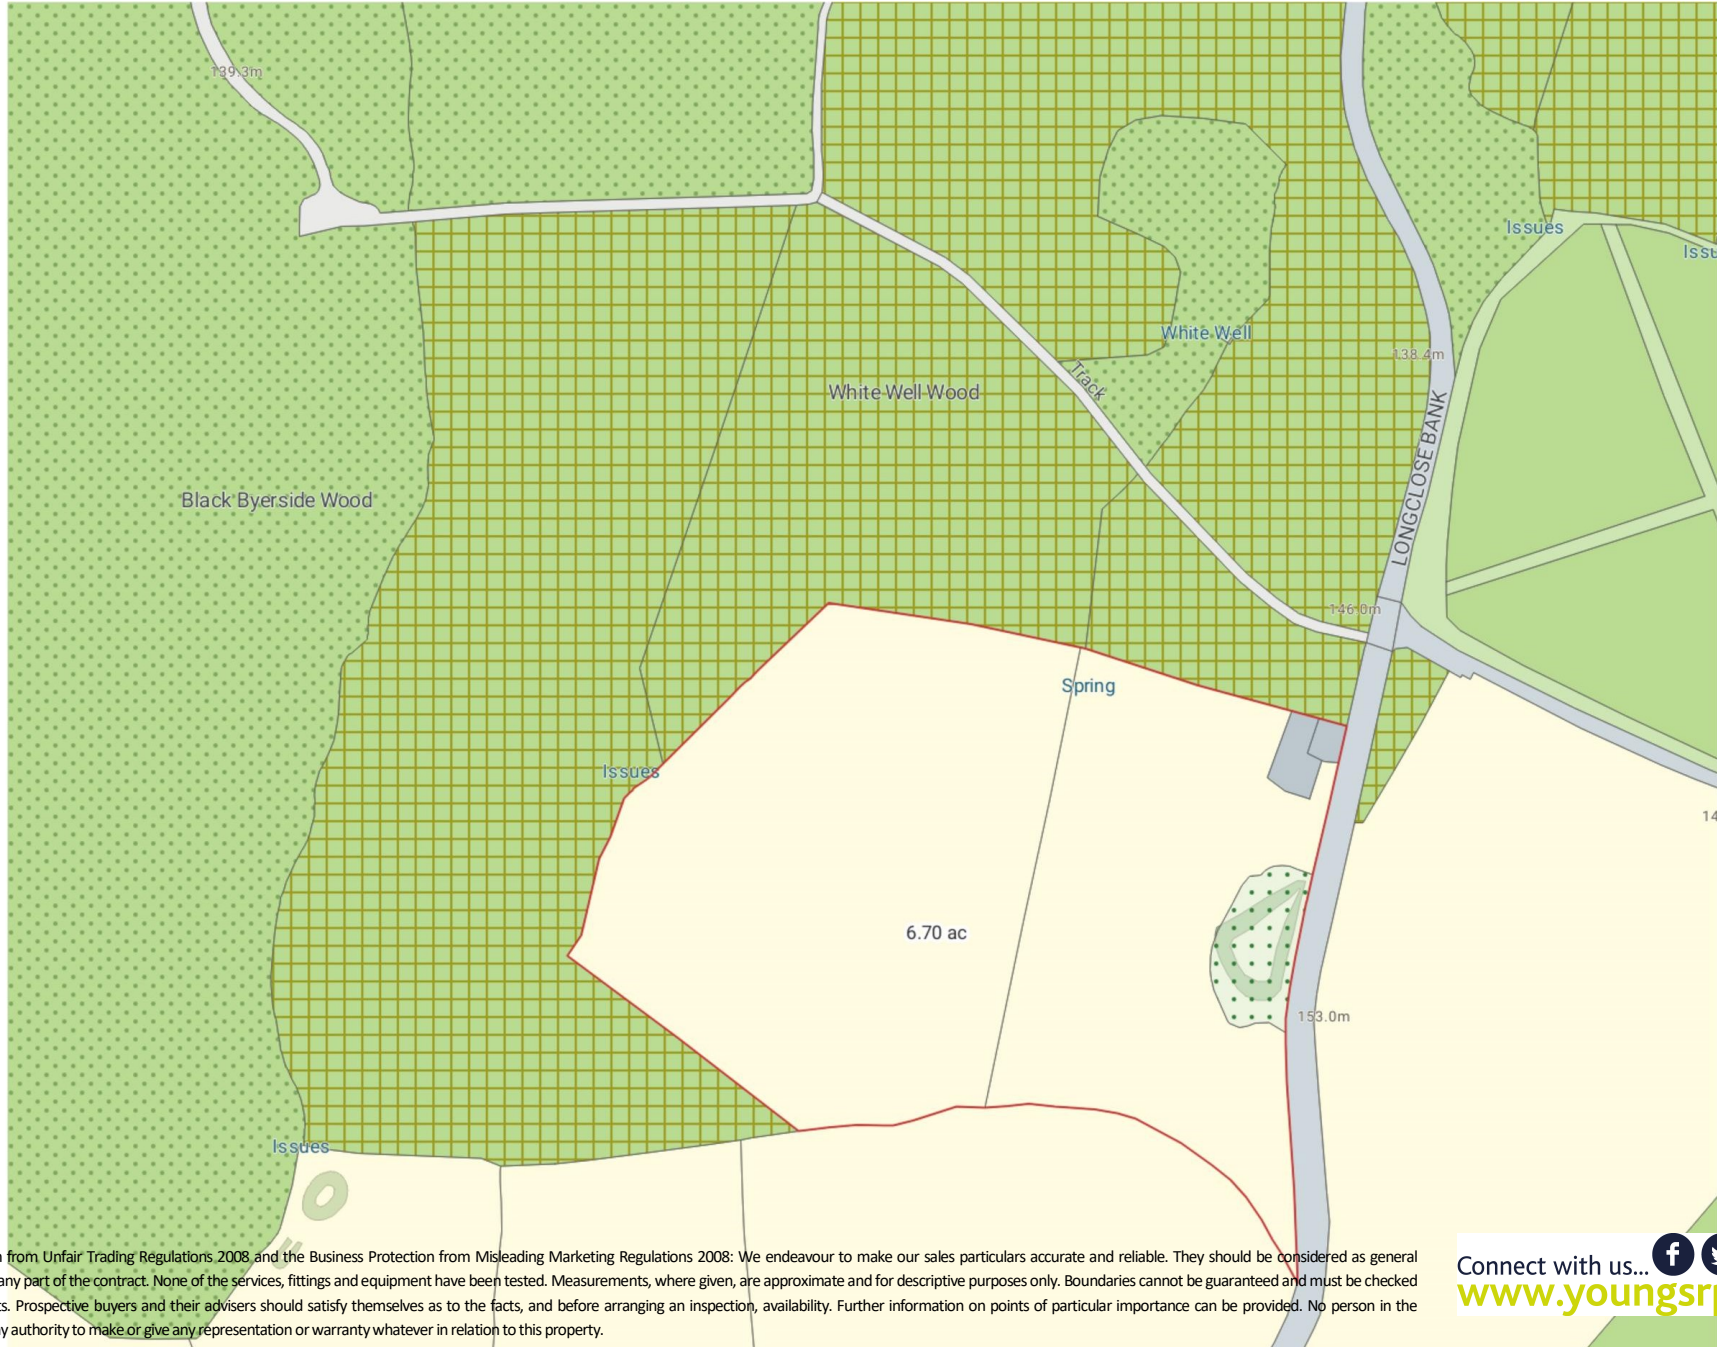 139.3m
Issues
Issu
White Well
138.4m
Track
White Well Wood
LONGCLOSE BANK
Black Byerside Wood
146.0m
Spring
Issues
14
6.70 ac
153.0m
Issues
from Unfair Trading Regulations 2008 and the Business Protection from Misleading Marketing Regulations 2008: We endeavour to make our sales particulars accurate and reliable. They should be considered as general
any part of the contract. None of the services, fittings and equipment have been tested. Measurements, where given, are approximate and for descriptive purposes only. Boundaries cannot be guaranteed and must be checked
s. Prospective buyers and their advisers should satisfy themselves as to the facts, and before arranging an inspection, availability. Further information on points of particular importance can be provided. No person in the
y authority to make or give any representation or warranty whatever in relation to this property.
Connect with us...
www.youngsrp